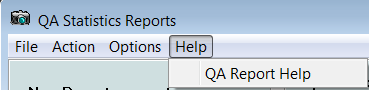 QA Statistics Reports
File Action Options Help
QA Report Help